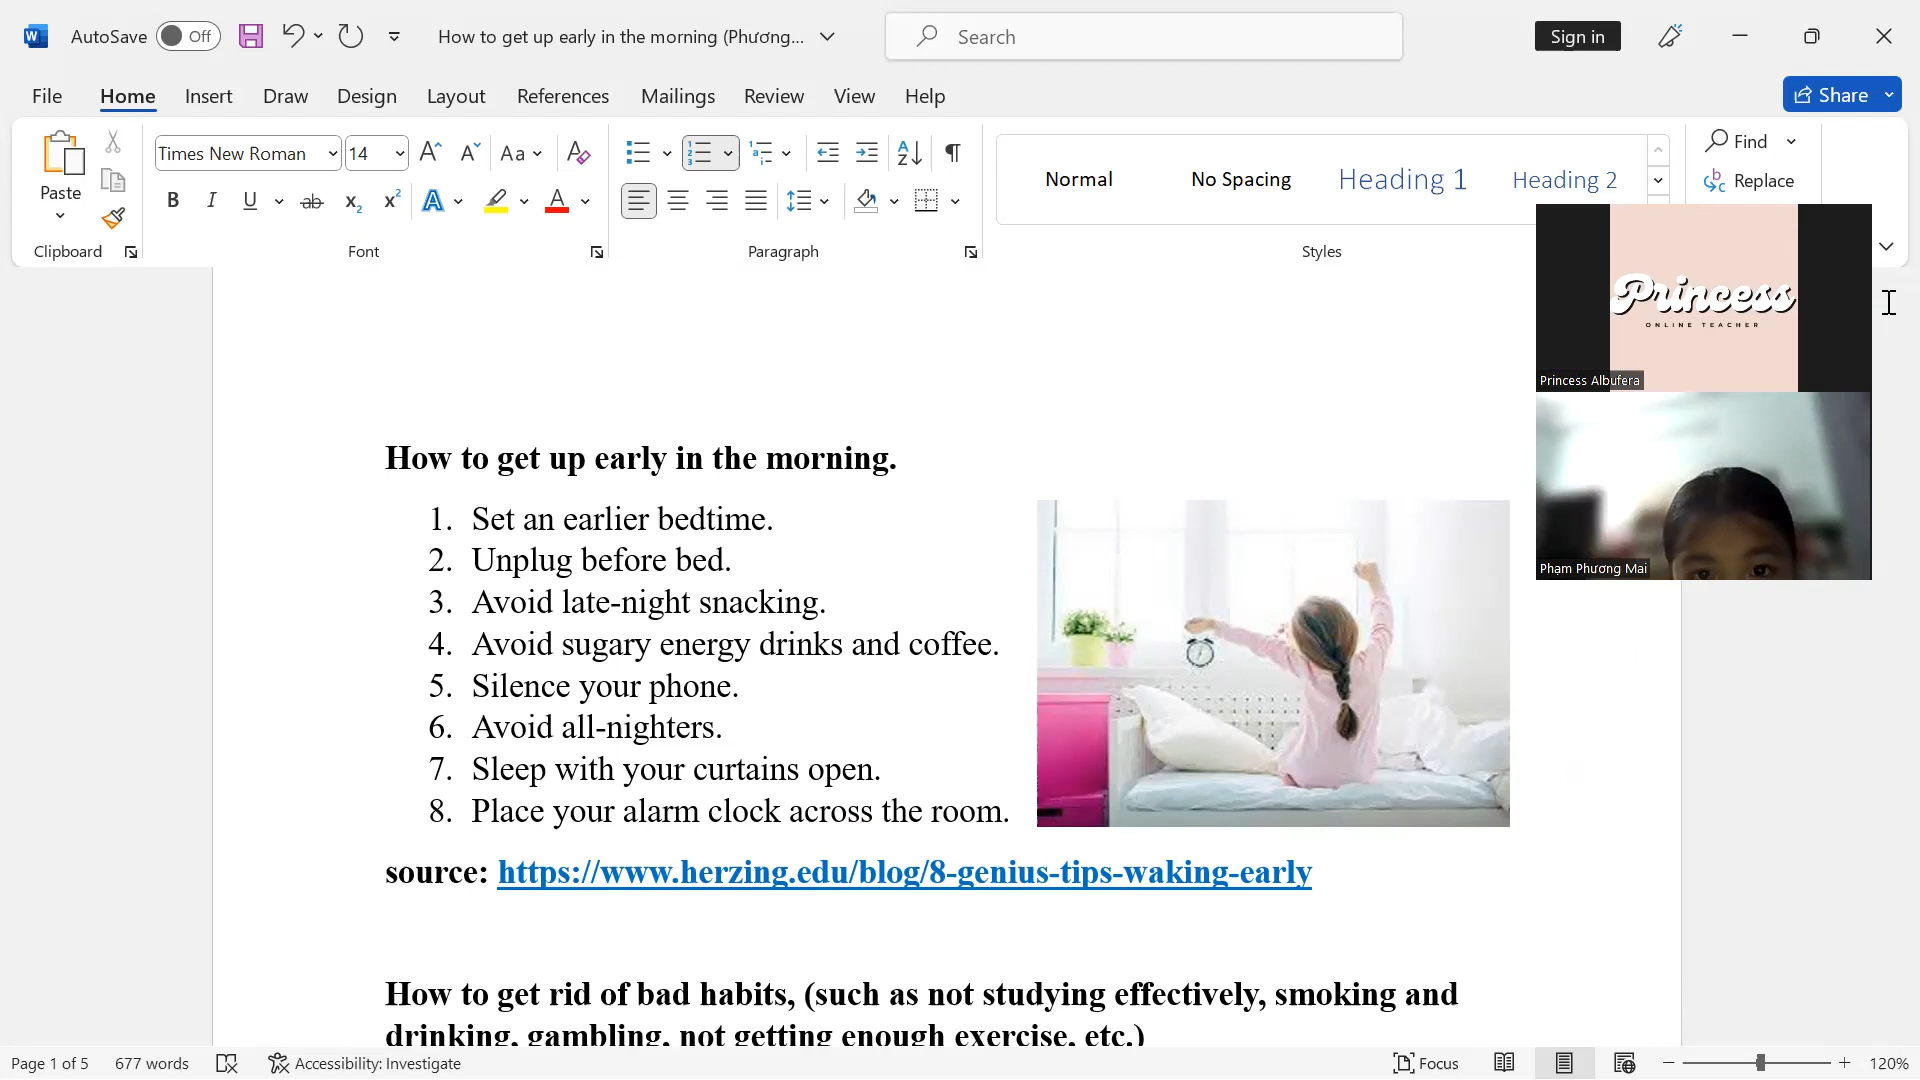 AutoSave Off How to get up early in the morning (Phương... Search Sign in
File Home Insert Draw Design Layout References Mailings Review View Help Share
Paste
Clipboard
Times New Roman 14
Font
Paragraph
Normal No Spacing Heading 1 Heading 2
Styles
Find
Replace
Princess
ONLINE TEACHER
Princess Albufera
Phạm Phương Mai
How to get up early in the morning.
1. Set an earlier bedtime.
2. Unplug before bed.
3. Avoid late-night snacking.
4. Avoid sugary energy drinks and coffee.
5. Silence your phone.
6. Avoid all-nighters.
7. Sleep with your curtains open.
8. Place your alarm clock across the room.
source: https://www.herzing.edu/blog/8-genius-tips-waking-early
How to get rid of bad habits, (such as not studying effectively, smoking and
drinking, gambling, not getting enough exercise, etc.)
Page 1 of 5 677 words Accessibility: Investigate Focus 120%